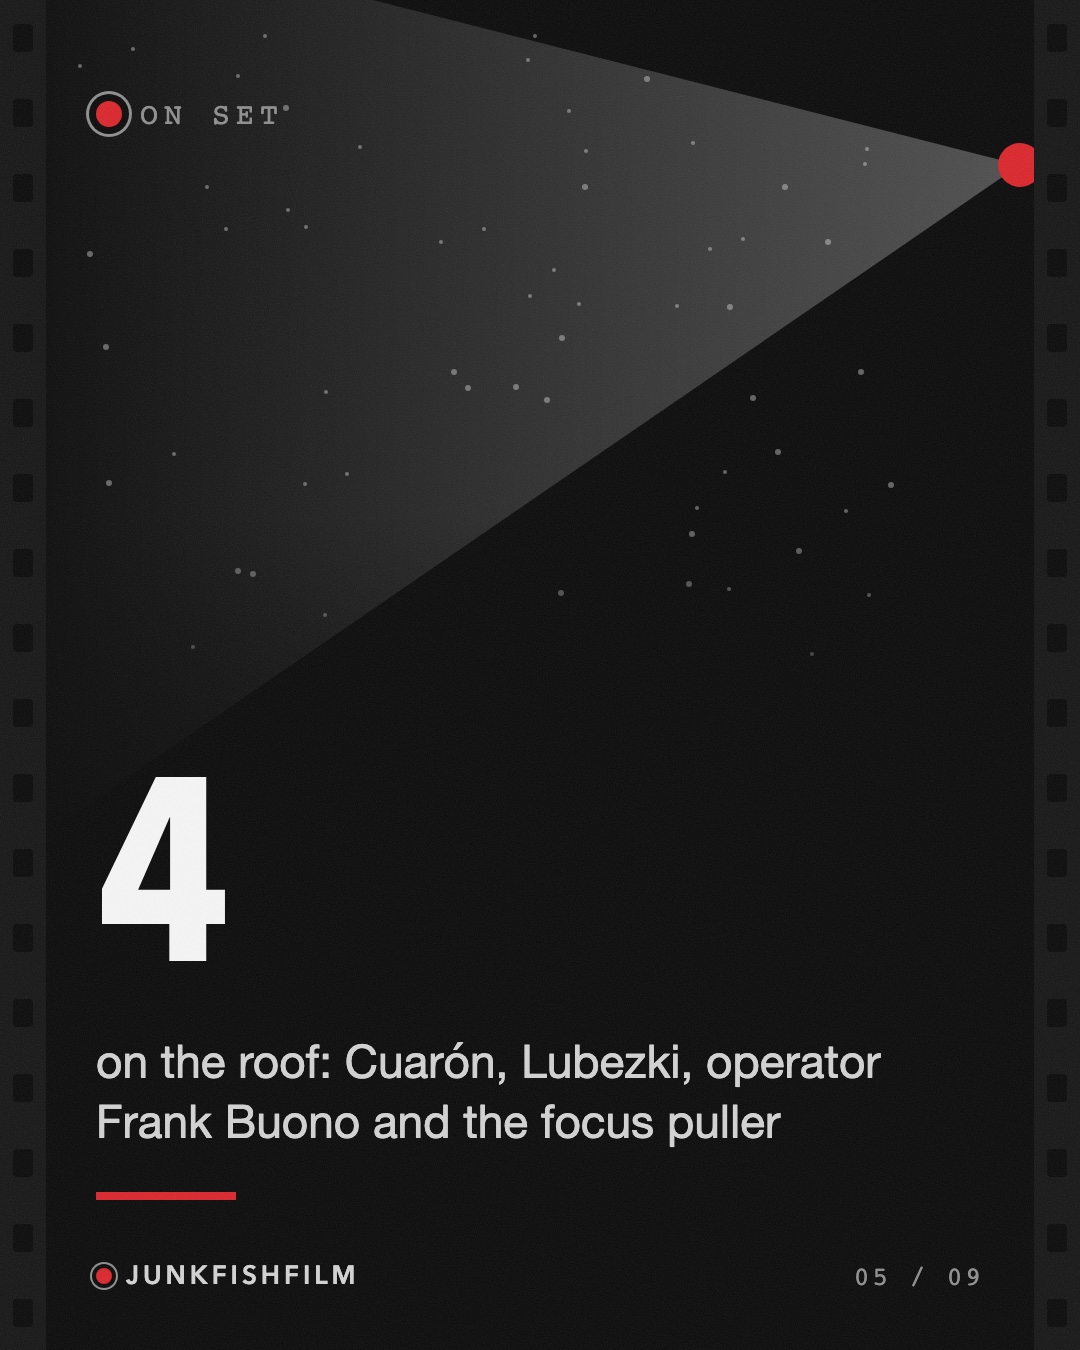 ON SET
4
on the roof: Cuarón, Lubezki, operator
Frank Buono and the focus puller
JUNKFISHFILM
05 / 09